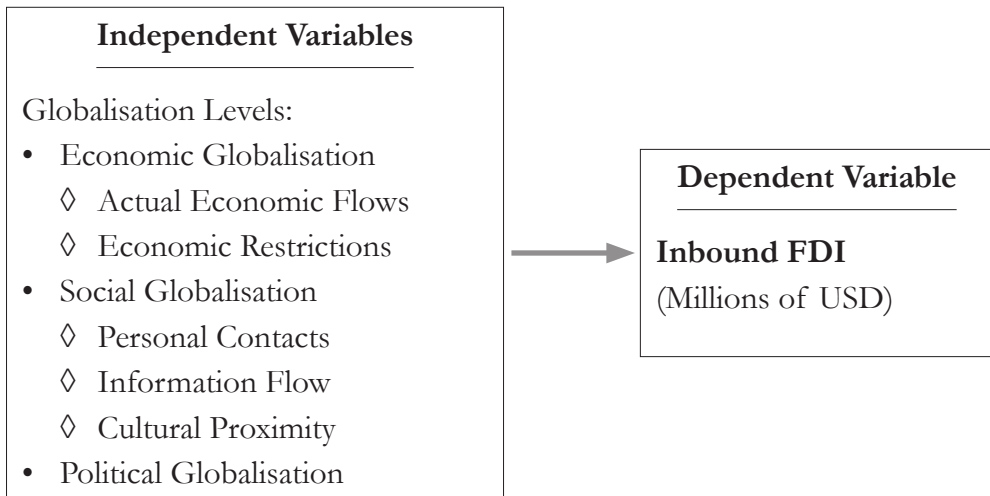 Independent Variables
Globalisation Levels:
• Economic Globalisation
◊ Actual Economic Flows
◊ Economic Restrictions
• Social Globalisation
◊ Personal Contacts
◊ Information Flow
◊ Cultural Proximity
• Political Globalisation
Dependent Variable
Inbound FDI
(Millions of USD)